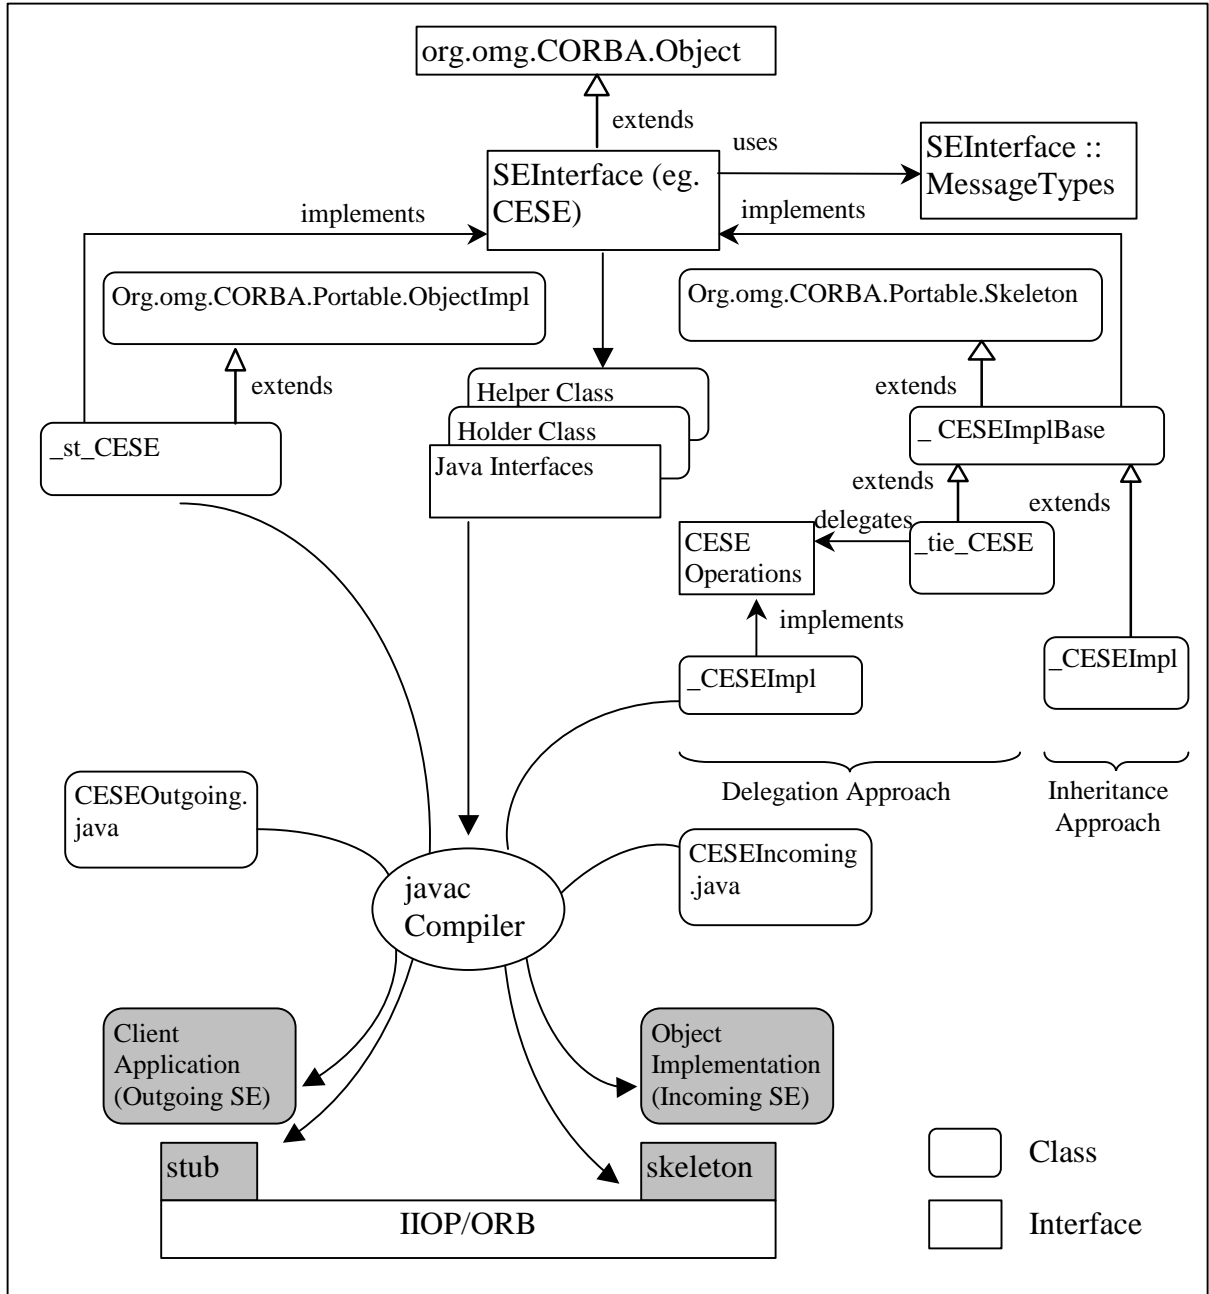 org.omg.CORBA.Object
extends
uses
SEInterface ::
MessageTypes
SEInterface (eg.
CESE)
implements
implements
Org.omg.CORBA.Portable.ObjectImpl
Org.omg.CORBA.Portable.Skeleton
extends
extends
Helper Class
Holder Class
Java Interfaces
_st_CESE
_ CESEImplBase
extends
extends
delegates
CESE
Operations
_tie_CESE
implements
_CESEImpl
_CESEImpl
Delegation Approach
Inheritance
Approach
CESEOutgoing.
java
CESEIncoming
.java
javac
Compiler
Client
Application
(Outgoing SE)
Object
Implementation
(Incoming SE)
stub
skeleton
IIOP/ORB
Class
Interface